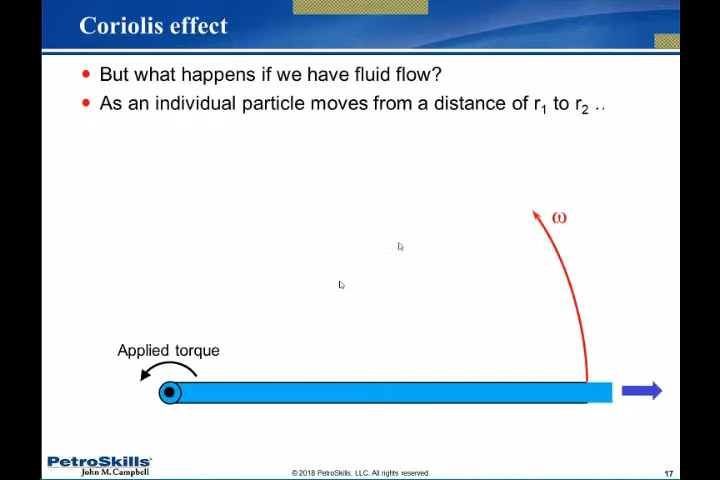 Coriolis effect
But what happens if we have fluid flow?
As an individual particle moves from a distance of r₁ to r₂ ..
ω
Applied torque
PetroSkills
John M. Campbell
© 2018 PetroSkills, LLC. All rights reserved.
17